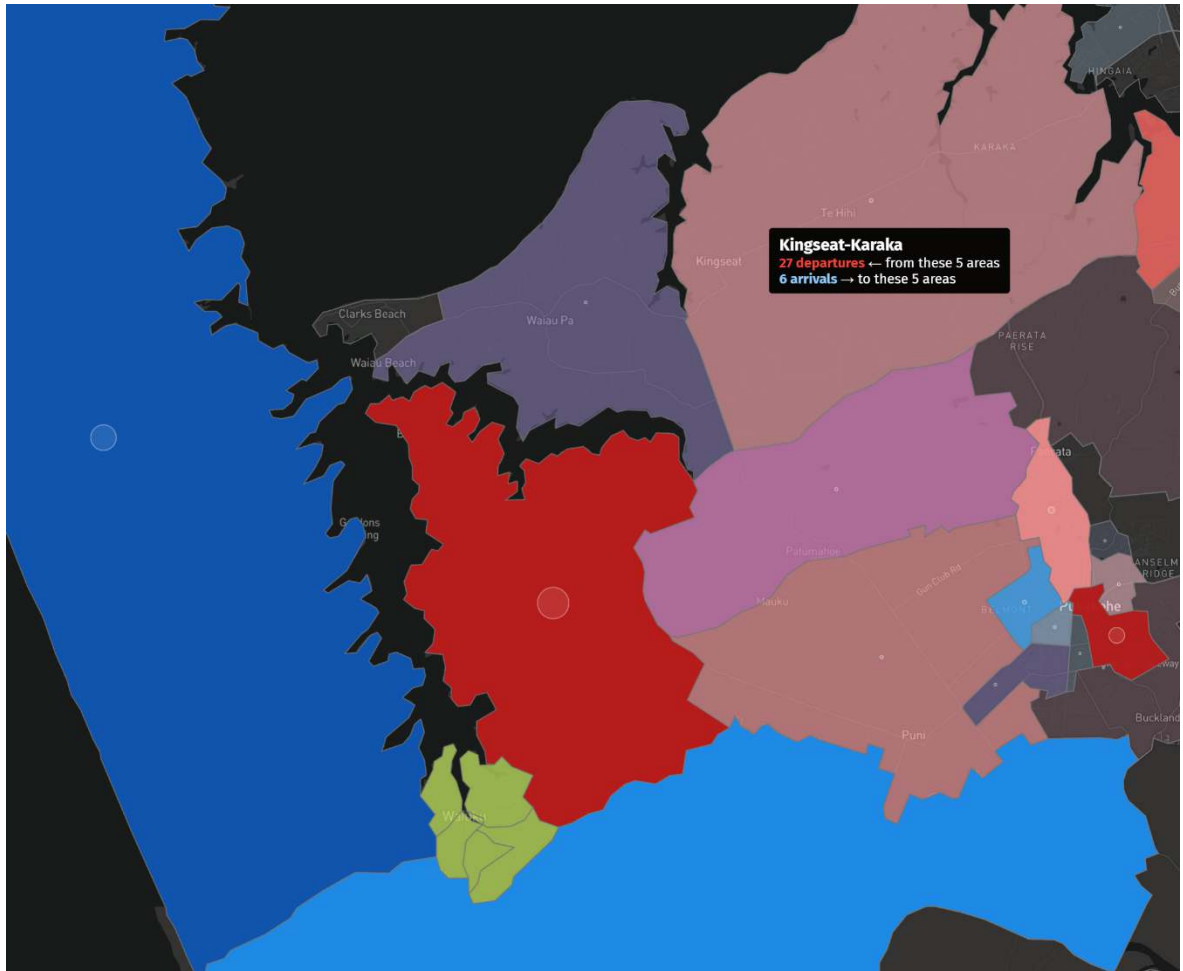 HINGAIA
KARAKA
Te Hihi
Kingseat-Karaka
27 departures ← from these 5 areas
6 arrivals → to these 5 areas
Kingseat
Clarks Beach
Waiau Pa
Waiau Beach
PAERATA
RISE
Patumahoe
Mauku
Gun Club Rd
BELMONT
ANSELM
RIDGE
Puni
Buckland